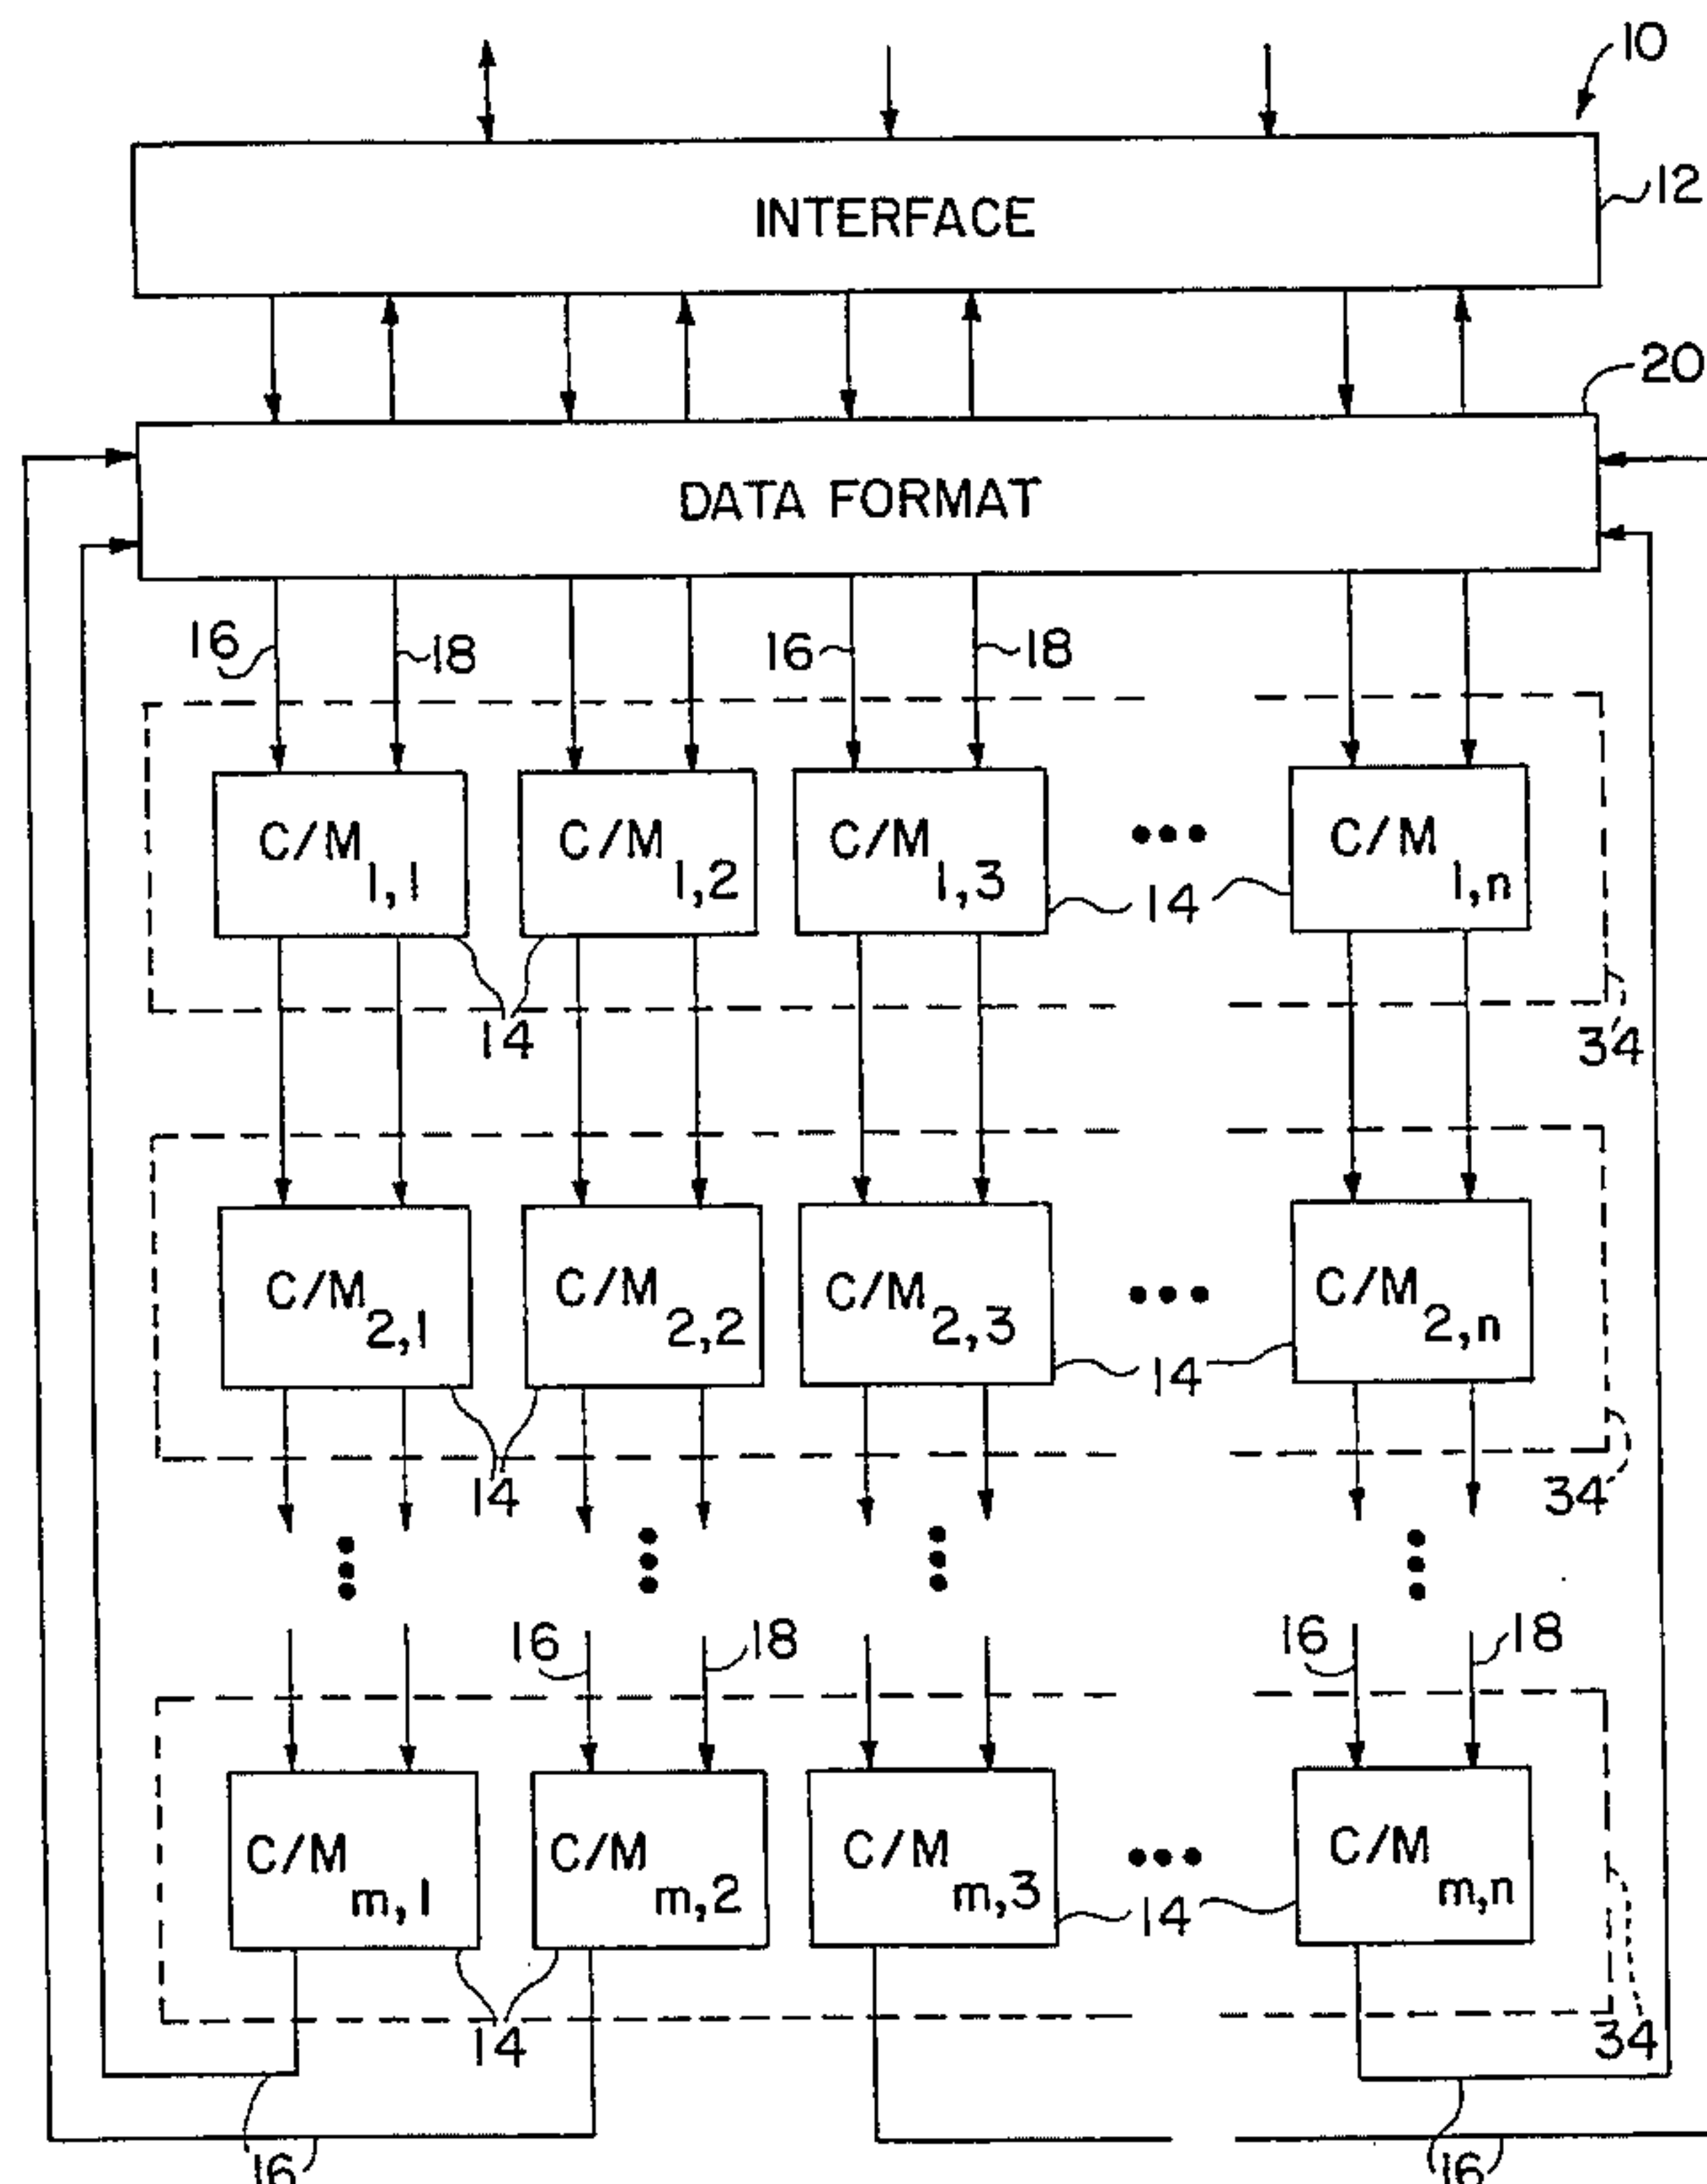 10
INTERFACE
12
20
DATA FORMAT
16
18
16
18
C/M 1,1
C/M 1,2
C/M 1,3
C/M 1,n
14
14
34
C/M 2,1
C/M 2,2
C/M 2,3
C/M 2,n
14
14
34
16
18
16
18
C/M m,1
C/M m,2
C/M m,3
C/M m,n
14
14
34
16
16